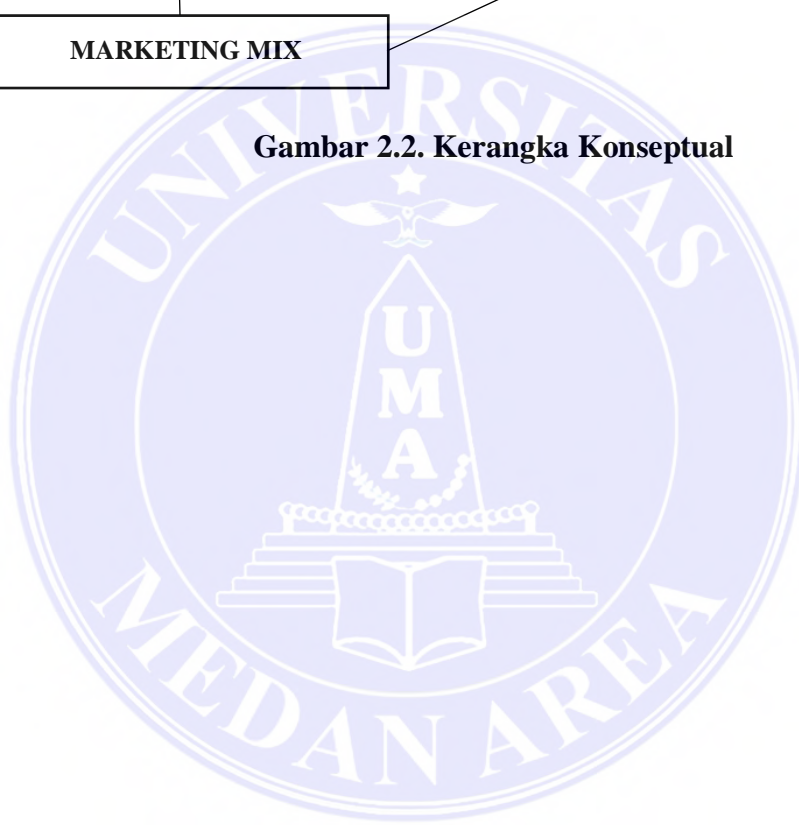 MARKETING MIX
Gambar 2.2. Kerangka Konseptual
UNIVERSITAS
U
M
A
MEDAN AREA